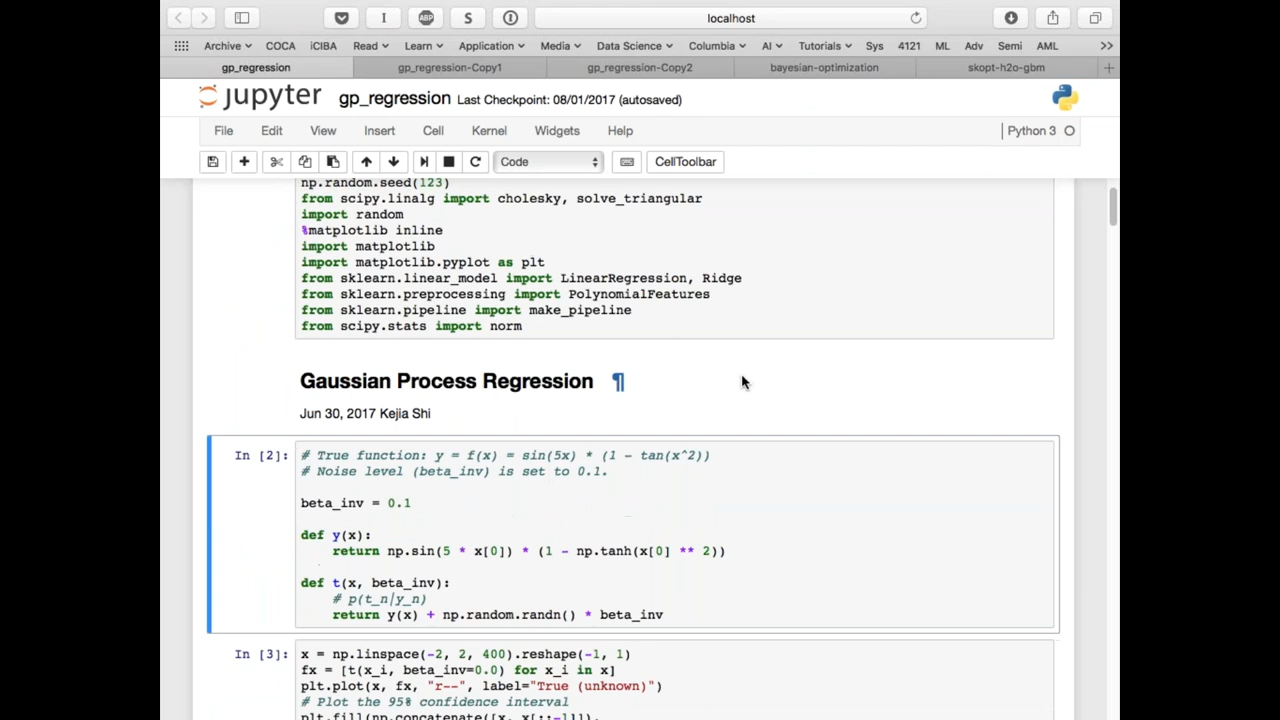 localhost
Archive COCA iCIBA Read Learn Application Media Data Science Columbia AI Tutorials Sys 4121 ML Adv Semi AML >>
gp_regression gp_regression-Copy1 gp_regression-Copy2 bayesian-optimization skopt-h2o-gbm +
jupyter gp_regression Last Checkpoint: 08/01/2017 (autosaved)
File Edit View Insert Cell Kernel Widgets Help Python 3
Code CellToolbar
np.random.seed(123)
from scipy.linalg import cholesky, solve_triangular
import random
%matplotlib inline
import matplotlib
import matplotlib.pyplot as plt
from sklearn.linear_model import LinearRegression, Ridge
from sklearn.preprocessing import PolynomialFeatures
from sklearn.pipeline import make_pipeline
from scipy.stats import norm
Gaussian Process Regression ¶
Jun 30, 2017 Kejia Shi
In [2]: # True function: y = f(x) = sin(5x) * (1 - tan(x^2))
# Noise level (beta_inv) is set to 0.1.
beta_inv = 0.1
def y(x):
return np.sin(5 * x[0]) * (1 - np.tanh(x[0] ** 2))
def t(x, beta_inv):
# p(t_n|y_n)
return y(x) + np.random.randn() * beta_inv
In [3]: x = np.linspace(-2, 2, 400).reshape(-1, 1)
fx = [t(x_i, beta_inv=0.0) for x_i in x]
plt.plot(x, fx, "r--", label="True (unknown)")
# Plot the 95% confidence interval
plt.fill(np.concatenate([x, x[::-1]]),